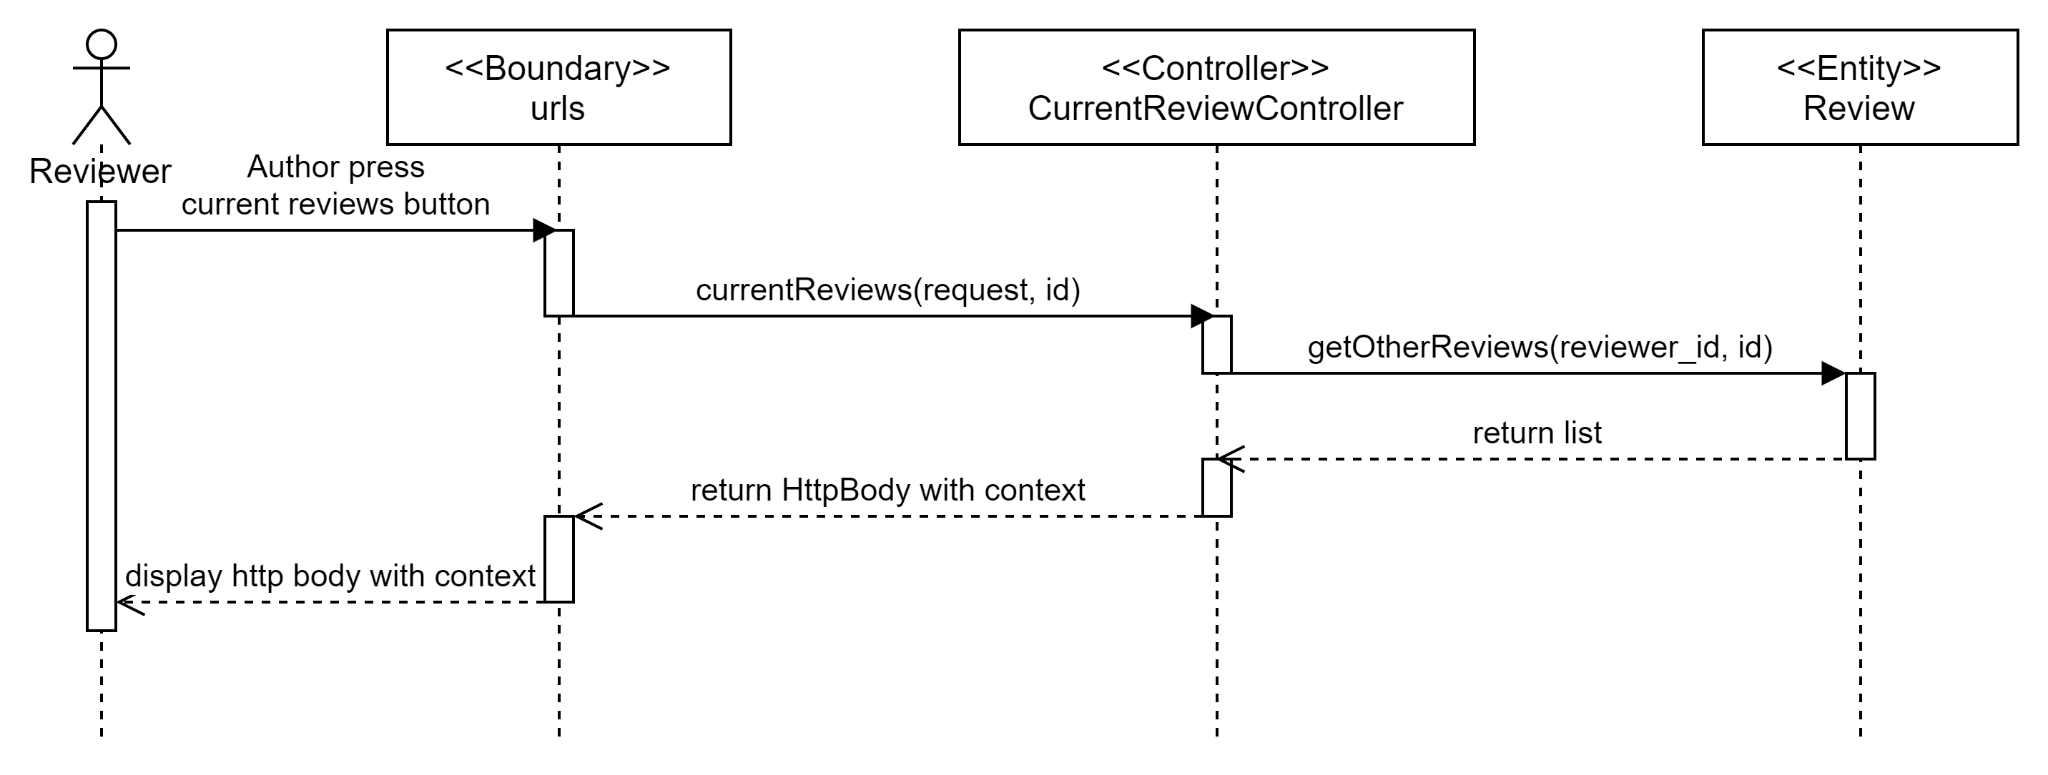 <<Boundary>>
urls
<<Controller>>
CurrentReviewController
<<Entity>>
Review
Reviewer
Author press
current reviews button
currentReviews(request, id)
getOtherReviews(reviewer_id, id)
return list
return HttpBody with context
display http body with context